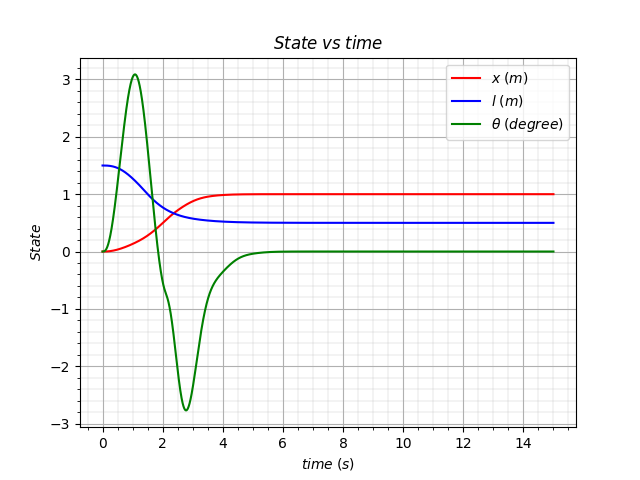 State vs time
x (m)
l (m)
θ (degree)
3
2
1
0
−1
−2
−3
State
0 2 4 6 8 10 12 14
time (s)